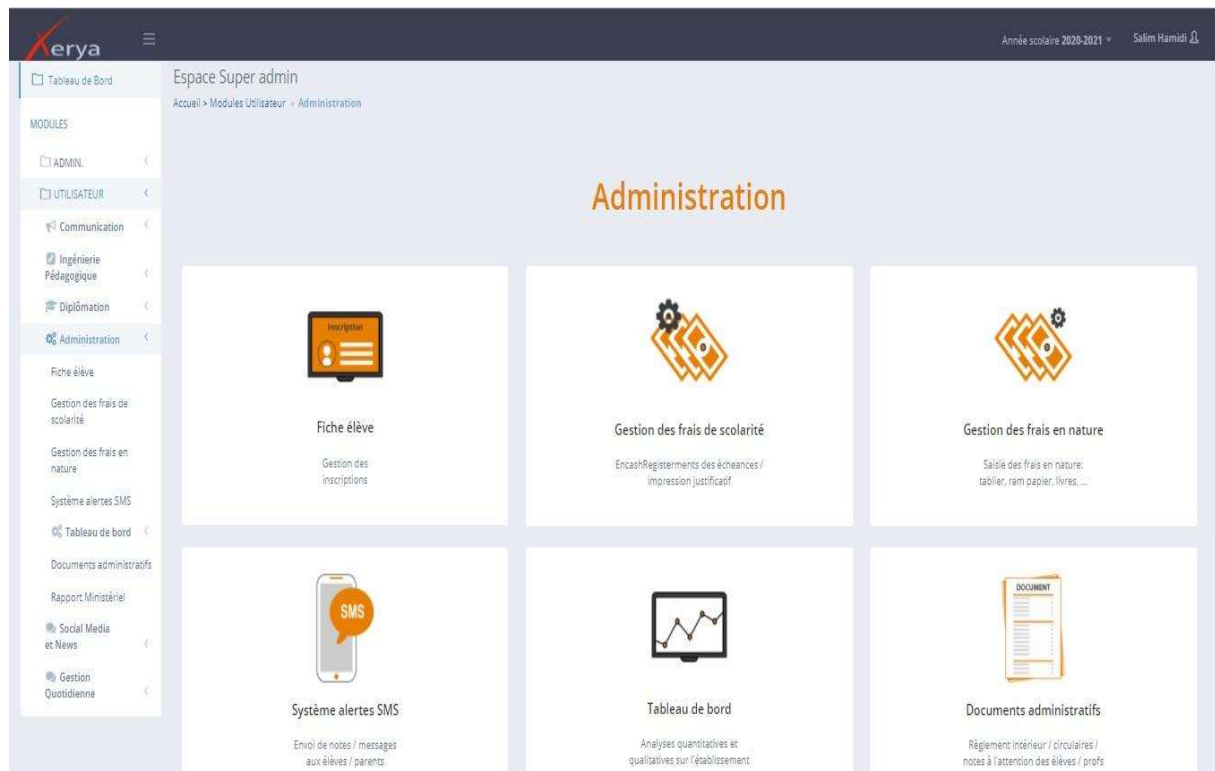 Xerya
Année scolaire 2020-2021
Salim Hamidi
Tableau de Bord
MODULES
ADMIN.
UTILISATEUR
Communication
Ingénierie
Pédagogique
Diplômation
Administration
Fiche élève
Gestion des frais de
scolarité
Gestion des frais en
nature
Système alertes SMS
Tableau de bord
Documents administratifs
Rapport Ministériel
Social Media
et News
Gestion
Quotidienne
Espace Super admin
Accueil > Modules Utilisateur > Administration
Administration
Inscription
Fiche élève
Gestion des
inscriptions
Gestion des frais de scolarité
EncashRegisterments des écheances /
impression justificatif
Gestion des frais en nature
Saisie des frais en nature:
tablier, ram papier, livres, ...
SMS
Système alertes SMS
Envoi de notes / messages
aux élèves / parents
Tableau de bord
Analyses quantitatives et
qualitatives sur l'établissement
DOCUMENT
Documents administratifs
Règlement intérieur / circulaires /
notes à l'attention des élèves / profs